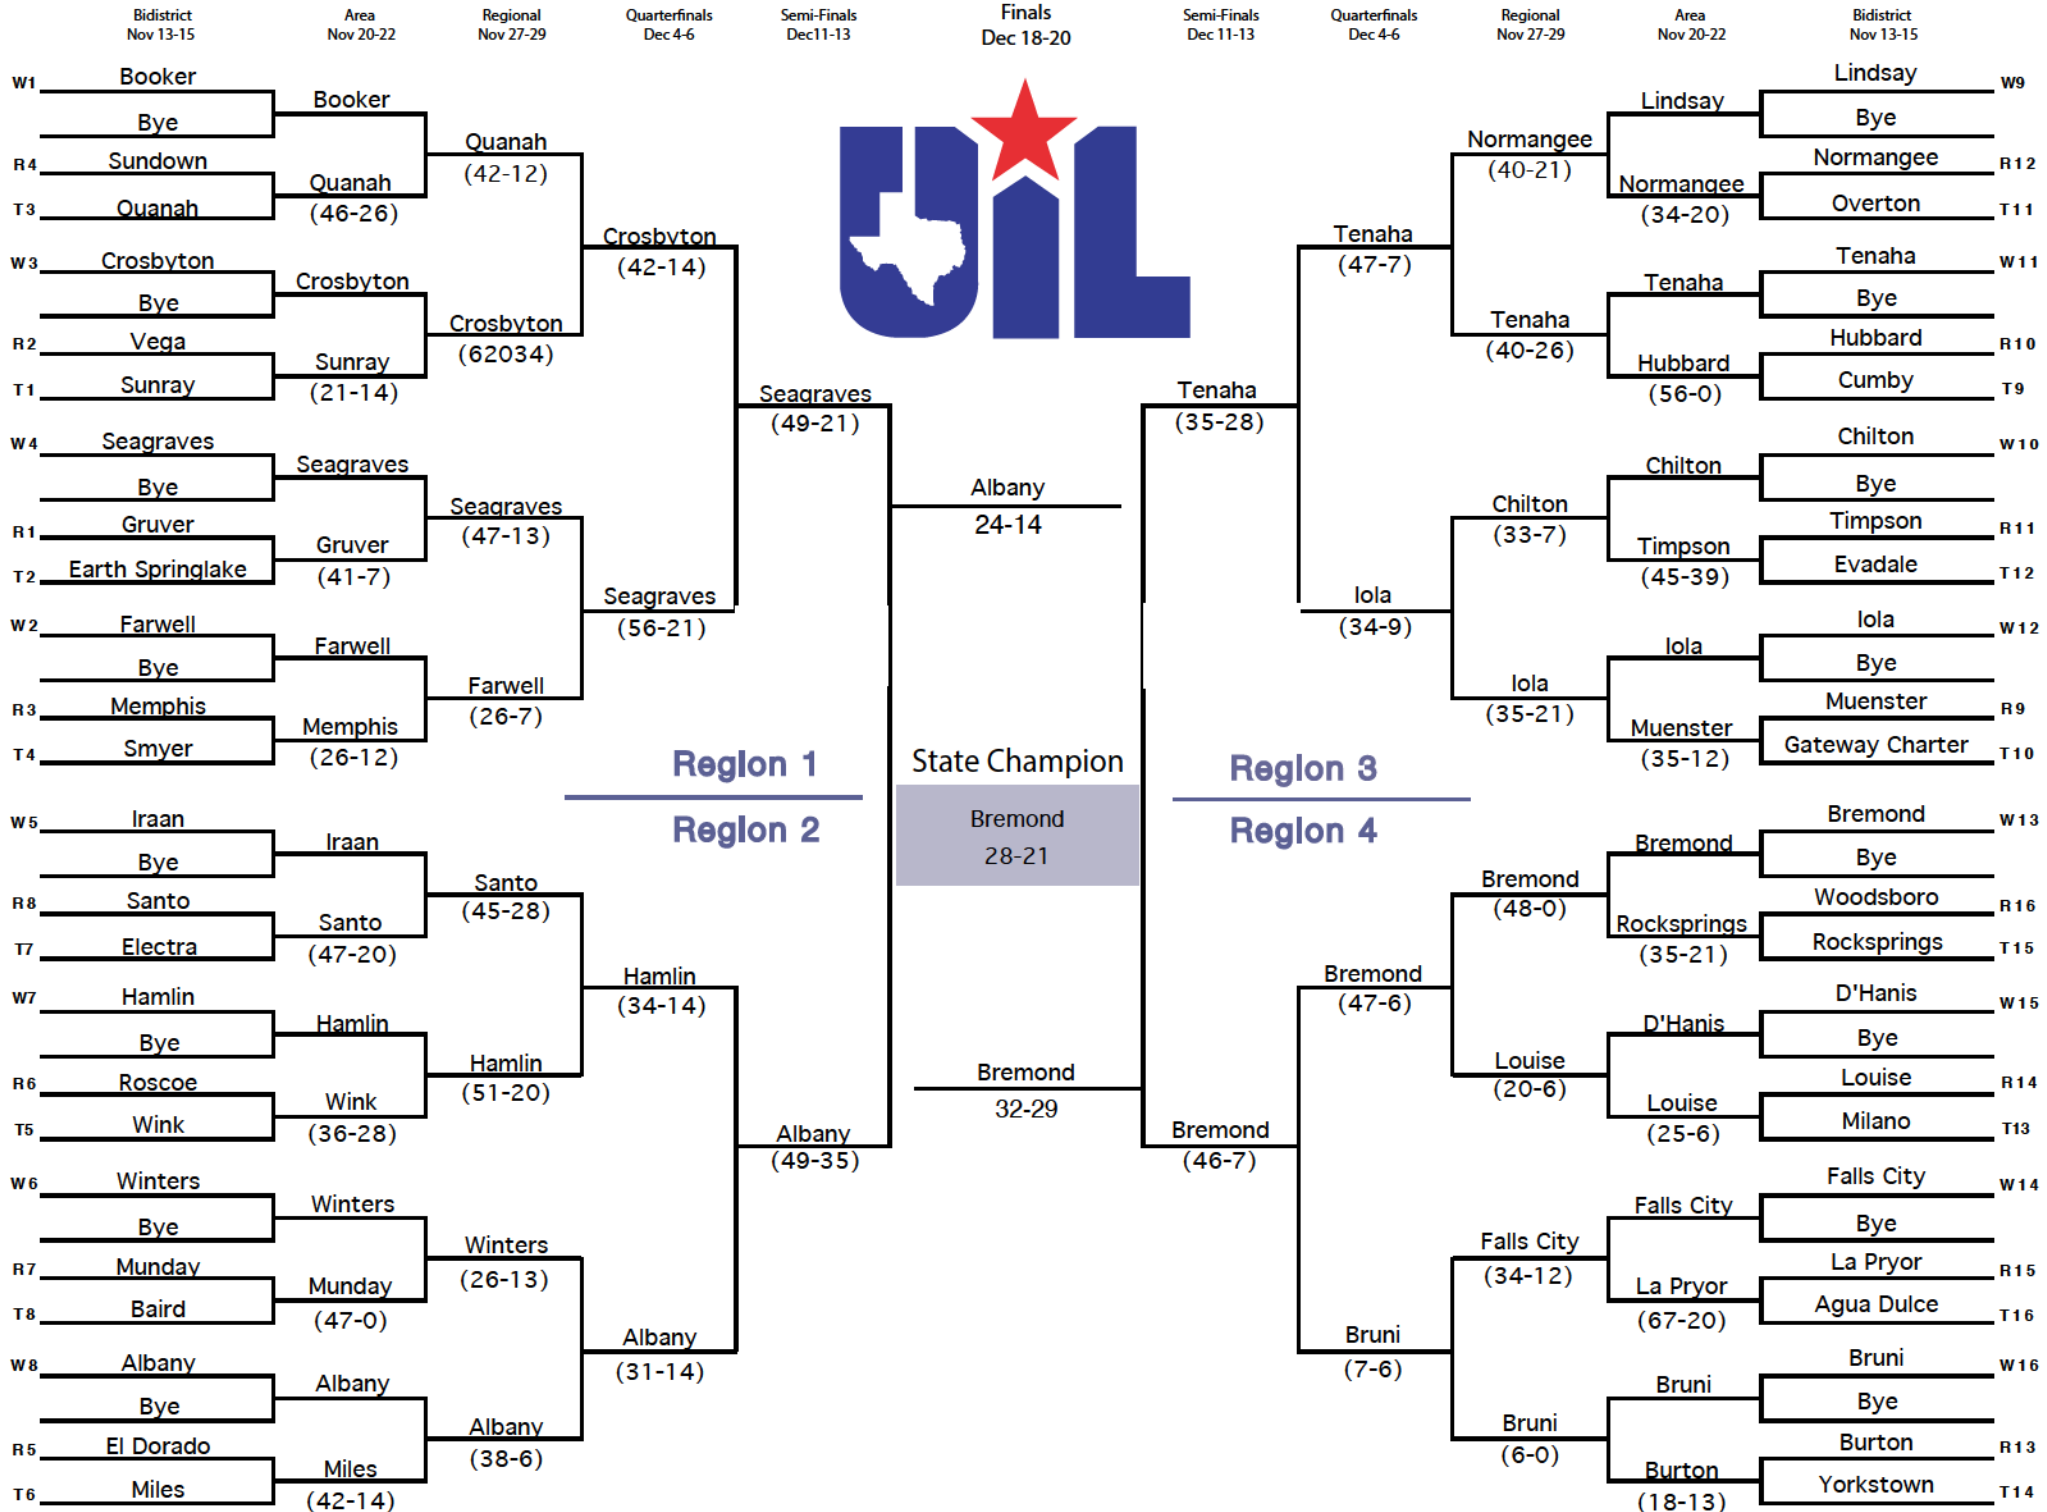 Bidistrict
Nov 13-15
Area
Nov 20-22
Regional
Nov 27-29
Quarterfinals
Dec 4-6
Semi-Finals
Dec11-13
Finals
Dec 18-20
Semi-Finals
Dec 11-13
Quarterfinals
Dec 4-6
Regional
Nov 27-29
Area
Nov 20-22
Bidistrict
Nov 13-15
W1 Booker
Bye
R4 Sundown
T3 Quanah
W3 Crosbyton
Bye
R2 Vega
T1 Sunray
W4 Seagraves
Bye
R1 Gruver
T2 Earth Springlake
W2 Farwell
Bye
R3 Memphis
T4 Smyer
W5 Iraan
Bye
R8 Santo
T7 Electra
W7 Hamlin
Bye
R6 Roscoe
T5 Wink
W6 Winters
Bye
R7 Munday
T8 Baird
W8 Albany
Bye
R5 El Dorado
T6 Miles
Booker
Quanah
(46-26)
Crosbyton
Sunray
(21-14)
Seagraves
Gruver
(41-7)
Farwell
Memphis
(26-12)
Iraan
Santo
(47-20)
Hamlin
Wink
(36-28)
Winters
Munday
(47-0)
Albany
Miles
(42-14)
Quanah
(42-12)
Crosbyton
(62034)
Seagraves
(47-13)
Farwell
(26-7)
Santo
(45-28)
Hamlin
(51-20)
Winters
(26-13)
Albany
(38-6)
Crosbyton
(42-14)
Seagraves
(56-21)
Region 1
Region 2
Hamlin
(34-14)
Albany
(31-14)
Seagraves
(49-21)
Albany
(49-35)
UIL
Albany
24-14
State Champion
Bremond
28-21
Bremond
32-29
Tenaha
(35-28)
Bremond
(46-7)
Tenaha
(47-7)
Iola
(34-9)
Region 3
Region 4
Bremond
(47-6)
Bruni
(7-6)
Normangee
(40-21)
Tenaha
(40-26)
Chilton
(33-7)
Iola
(35-21)
Bremond
(48-0)
Louise
(20-6)
Falls City
(34-12)
Bruni
(6-0)
Lindsay
Normangee
(34-20)
Tenaha
Hubbard
(56-0)
Chilton
Timpson
(45-39)
Iola
Muenster
(35-12)
Bremond
Rocksprings
(35-21)
D'Hanis
Louise
(25-6)
Falls City
La Pryor
(67-20)
Bruni
Burton
(18-13)
Lindsay W9
Bye
Normangee R12
Overton T11
Tenaha W11
Bye
Hubbard R10
Cumby T9
Chilton W10
Bye
Timpson R11
Evadale T12
Iola W12
Bye
Muenster R9
Gateway Charter T10
Bremond W13
Bye
Woodsboro R16
Rocksprings T15
D'Hanis W15
Bye
Louise R14
Milano T13
Falls City W14
Bye
La Pryor R15
Agua Dulce T16
Bruni W16
Bye
Burton R13
Yorkstown T14